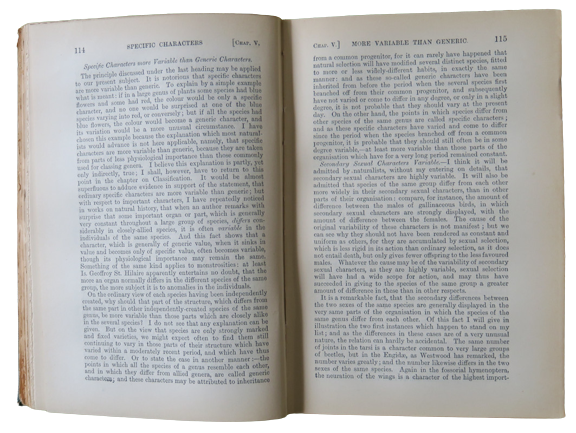 114 SPECIFIC CHARACTERS [CHAP. V.
Specific Characters more Variable than Generic Characters.
The principle discussed under the last heading may be applied
to our present subject. It is notorious that specific characters
are more variable than generic. To explain by a simple example
what is meant: if in a large genus of plants some species had blue
flowers and some had red, the colour would be only a specific
character, and no one would be surprised at one of the blue
species varying into red, or conversely; but if all the species had
blue flowers, the colour would become a generic character, and
its variation would be a more unusual circumstance. I have
chosen this example because the explanation which most natural-
ists would advance is not here applicable, namely, that specific
characters are more variable than generic, because they are taken
from parts of less physiological importance than those commonly
used for classing genera. I believe this explanation is partly, yet
only indirectly, true; I shall, however, have to return to this
point in the chapter on Classification. It would be almost
superfluous to adduce evidence in support of the statement, that
ordinary specific characters are more variable than generic; but
with respect to important characters, I have repeatedly noticed
in works on natural history, that when an author remarks with
surprise that some important organ or part, which is generally
very constant throughout a large group of species, differs con-
siderably in closely-allied species, it is often variable in the
individuals of the same species. And this fact shows that a
character, which is generally of generic value, when it sinks in
value and becomes only of specific value, often becomes variable,
though its physiological importance may remain the same.
Something of the same kind applies to monstrosities: at least
Is. Geoffroy St. Hilaire apparently entertains no doubt, that the
more an organ normally differs in the different species of the same
group, the more subject it is to anomalies in the individuals.
On the ordinary view of each species having been independently
created, why should that part of the structure, which differs from
the same part in other independently-created species of the same
genus, be more variable than those parts which are closely alike
in the several species? I do not see that any explanation can be
given. But on the view that species are only strongly marked
and fixed varieties, we might expect often to find them still
continuing to vary in those parts of their structure which have
varied within a moderately recent period, and which have thus
come to differ. Or to state the case in another manner:—the
points in which all the species of a genus resemble each other,
and in which they differ from allied genera, are called generic
characters; and these characters may be attributed to inheritance
CHAP. V.] MORE VARIABLE THAN GENERIC 115
from a common progenitor, for it can rarely have happened that
natural selection will have modified several distinct species, fitted
to more or less widely-different habits, in exactly the same
manner: and as these so-called generic characters have been
inherited from before the period when the several species first
branched off from their common progenitor, and subsequently
have not varied or come to differ in any degree, or only in a slight
degree, it is not probable that they should vary at the present
day. On the other hand, the points in which species differ from
other species of the same genus are called specific characters;
and as these specific characters have varied and come to differ
since the period when the species branched off from a common
progenitor, it is probable that they should still often be in some
degree variable,—at least more variable than those parts of the
organisation which have for a very long period remained constant.
Secondary Sexual Characters Variable.—I think it will be
admitted by naturalists, without my entering on details, that
secondary sexual characters are highly variable. It will also be
admitted that species of the same group differ from each other
more widely in their secondary sexual characters, than in other
parts of their organisation: compare, for instance, the amount of
difference between the males of gallinaceous birds, in which
secondary sexual characters are strongly displayed, with the
amount of difference between the females. The cause of the
original variability of these characters is not manifest; but we
can see why they should not have been rendered as constant and
uniform as others, for they are accumulated by sexual selection,
which is less rigid in its action than ordinary selection, as it does
not entail death, but only gives fewer offspring to the less favoured
males. Whatever the cause may be of the variability of secondary
sexual characters, as they are highly variable, sexual selection
will have had a wide scope for action, and may thus have
succeeded in giving to the species of the same group a greater
amount of difference in these than in other respects.
It is a remarkable fact, that the secondary differences between
the two sexes of the same species are generally displayed in the
very same parts of the organisation in which the species of the
same genus differ from each other. Of this fact I will give in
illustration the two first instances which happen to stand on my
list; and as the differences in these cases are of a very unusual
nature, the relation can hardly be accidental. The same number
of joints in the tarsi is a character common to very large groups
of beetles, but in the Engidæ, as Westwood has remarked, the
number varies greatly; and the number likewise differs in the two
sexes of the same species. Again in the fossorial hymenoptera,
the neuration of the wings is a character of the highest import-